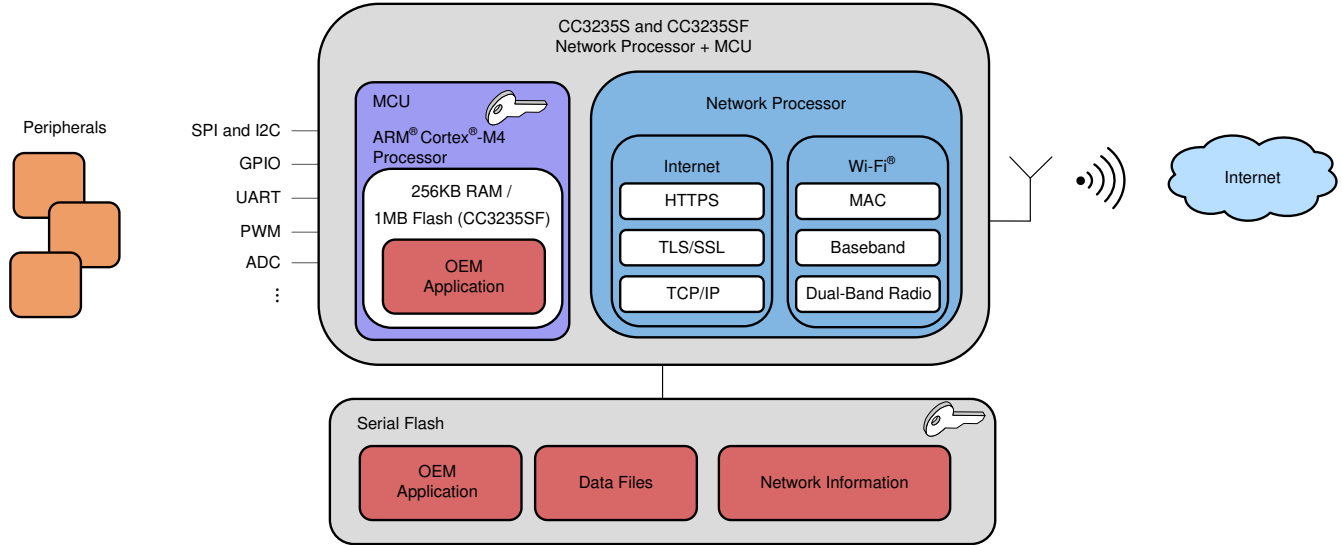 CC3235S and CC3235SF
Network Processor + MCU
Peripherals
SPI and I2C
GPIO
UART
PWM
ADC
⋮
MCU
ARM® Cortex®-M4
Processor
256KB RAM /
1MB Flash (CC3235SF)
OEM
Application
Network Processor
Internet
HTTPS
TLS/SSL
TCP/IP
Wi-Fi®
MAC
Baseband
Dual-Band Radio
Internet
Serial Flash
OEM
Application
Data Files
Network Information